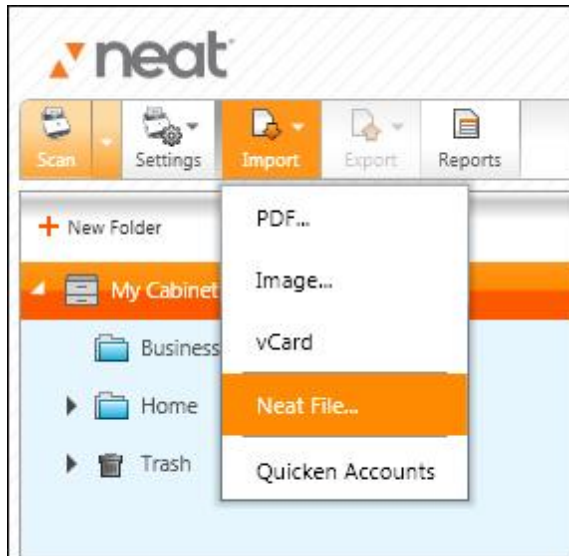 neat
Scan
Settings
Import
Export
Reports
New Folder
My Cabinet
Business
Home
Trash
PDF...
Image...
vCard
Neat File...
Quicken Accounts